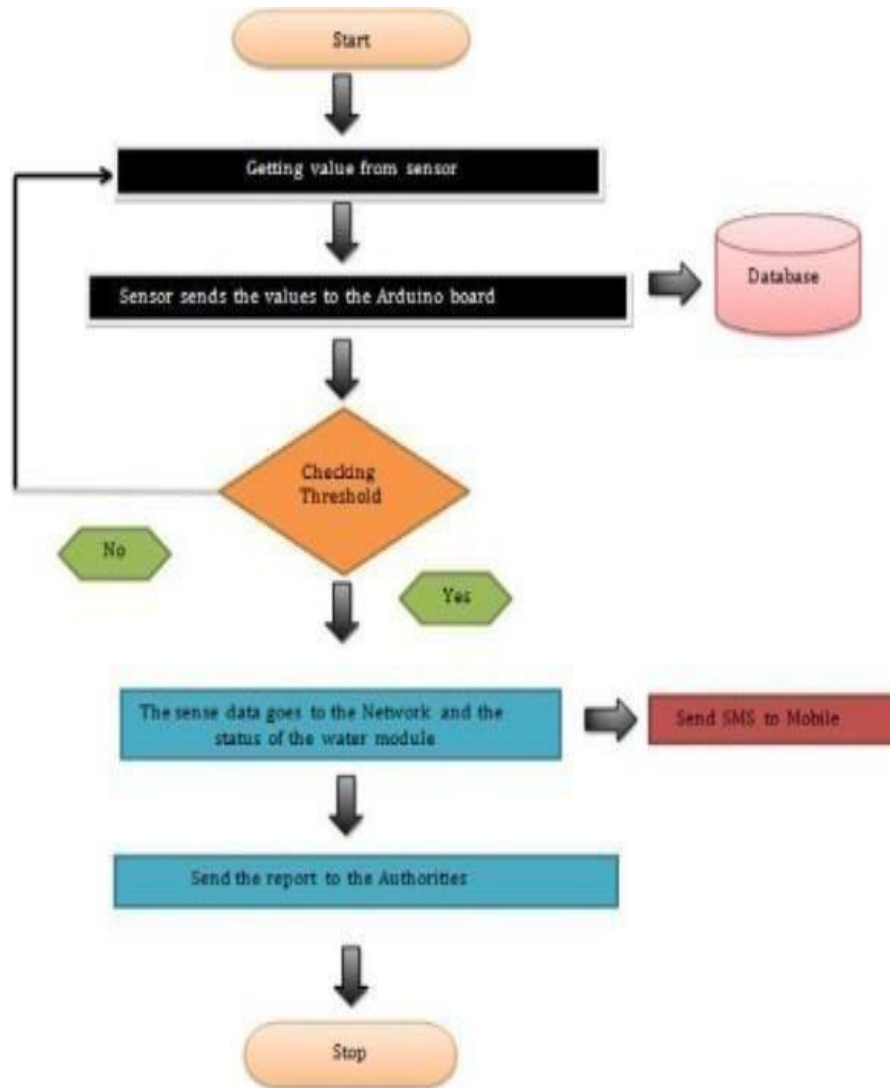 Start
Getting value from sensor
Sensor sends the values to the Arduino board
Database
Checking
Threshold
No
Yes
The sense data goes to the Network and the
status of the water module
Send SMS to Mobile
Send the report to the Authorities
Stop